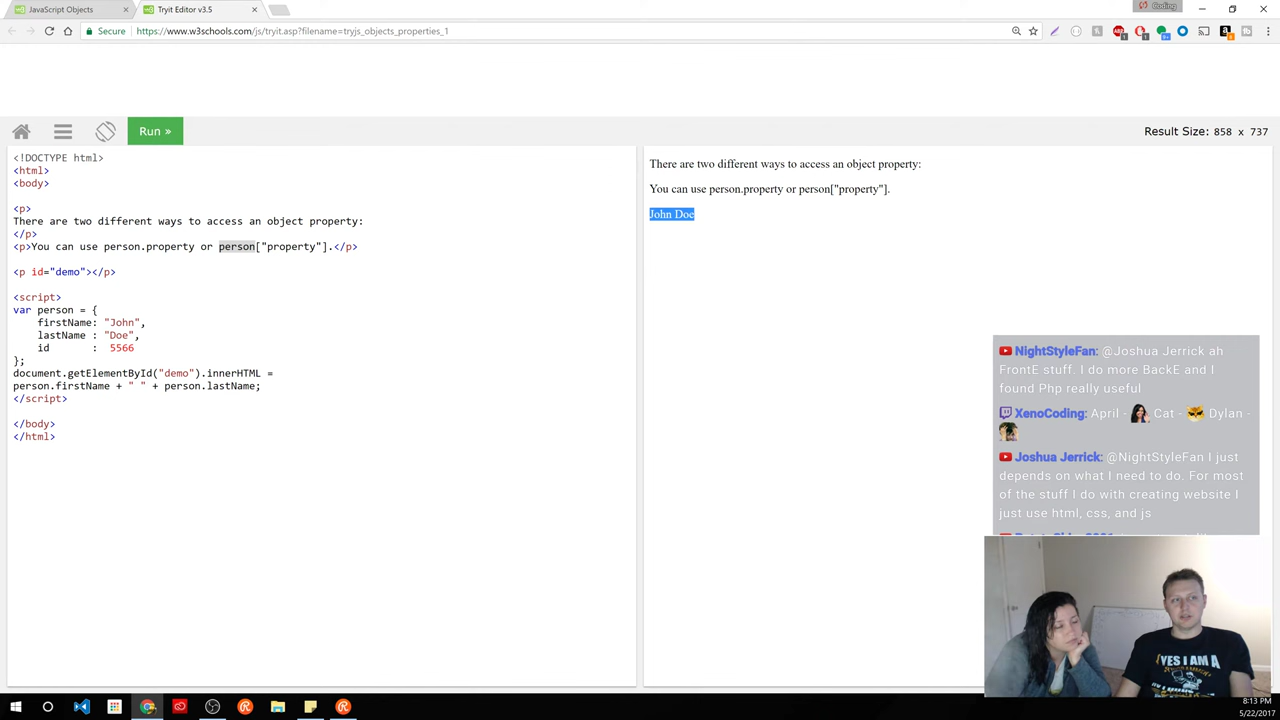 JavaScript Objects
Tryit Editor v3.5
Coding
Secure
https://www.w3schools.com/js/tryit.asp?filename=tryjs_objects_properties_1
Run »
Result Size: 858 x 737
<!DOCTYPE html>
<html>
<body>
<p>
There are two different ways to access an object property:
</p>
<p>You can use person.property or person["property"].</p>
<p id="demo"></p>
<script>
var person = {
firstName: "John",
lastName : "Doe",
id : 5566
};
document.getElementById("demo").innerHTML =
person.firstName + " " + person.lastName;
</script>
</body>
</html>
There are two different ways to access an object property:
You can use person.property or person["property"].
John Doe
NightStyleFan: @Joshua Jerrick ah
FrontE stuff. I do more BackE and I
found Php really useful
XenoCoding: April - Cat - Dylan -
Joshua Jerrick: @NightStyleFan I just
depends on what I need to do. For most
of the stuff I do with creating website I
just use html, css, and js
YES I AM A
8:13 PM
5/22/2017